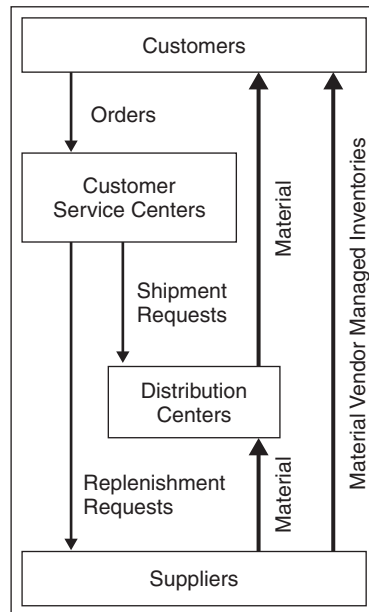 Customers
Orders
Customer
Service Centers
Material
Material Vendor Managed Inventories
Shipment
Requests
Distribution
Centers
Replenishment
Requests
Material
Suppliers